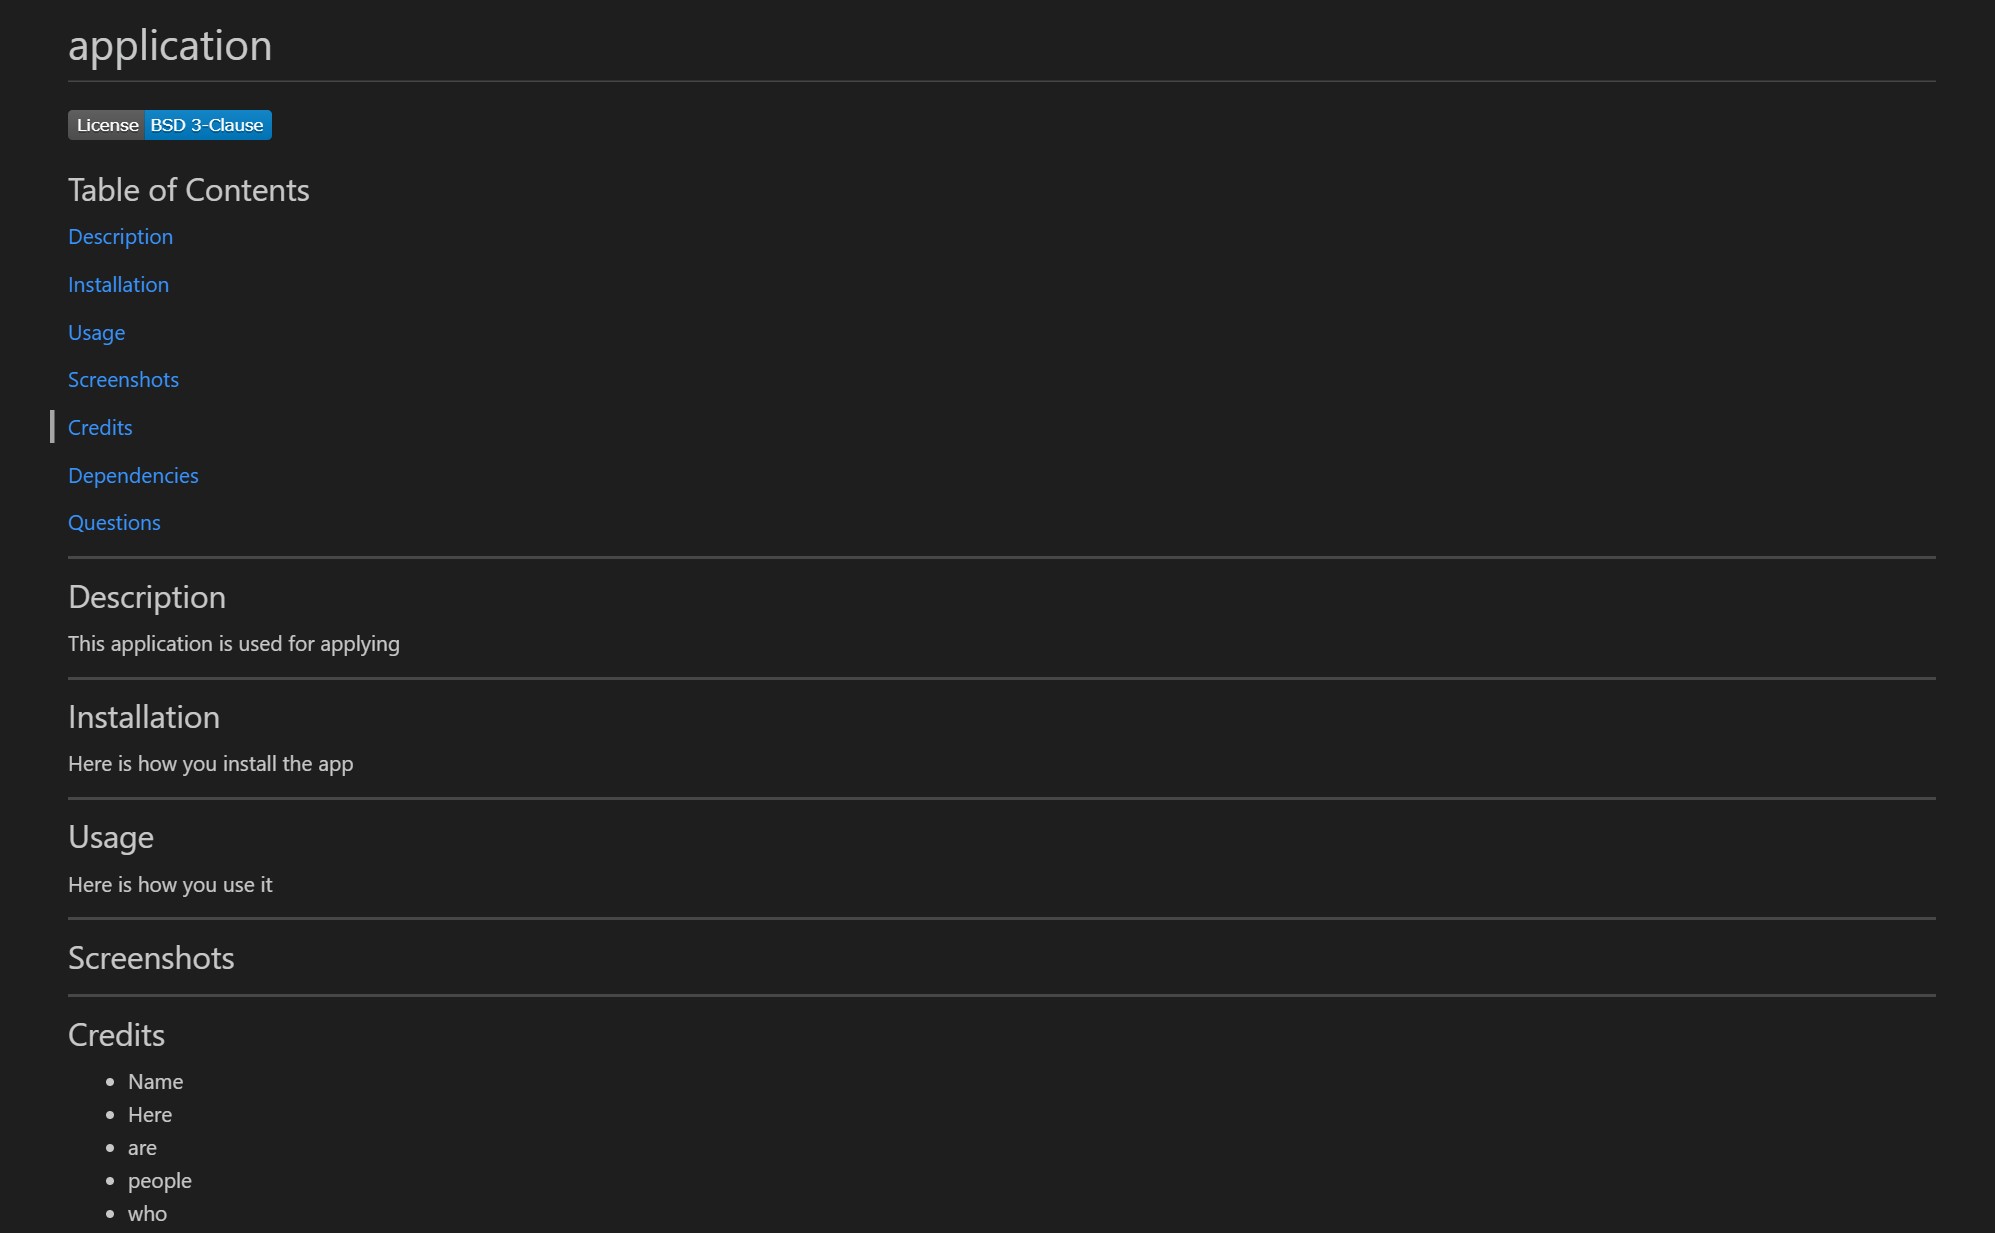 application
License BSD 3-Clause
Table of Contents
Description
Installation
Usage
Screenshots
Credits
Dependencies
Questions
Description
This application is used for applying
Installation
Here is how you install the app
Usage
Here is how you use it
Screenshots
Credits
Name
Here
are
people
who